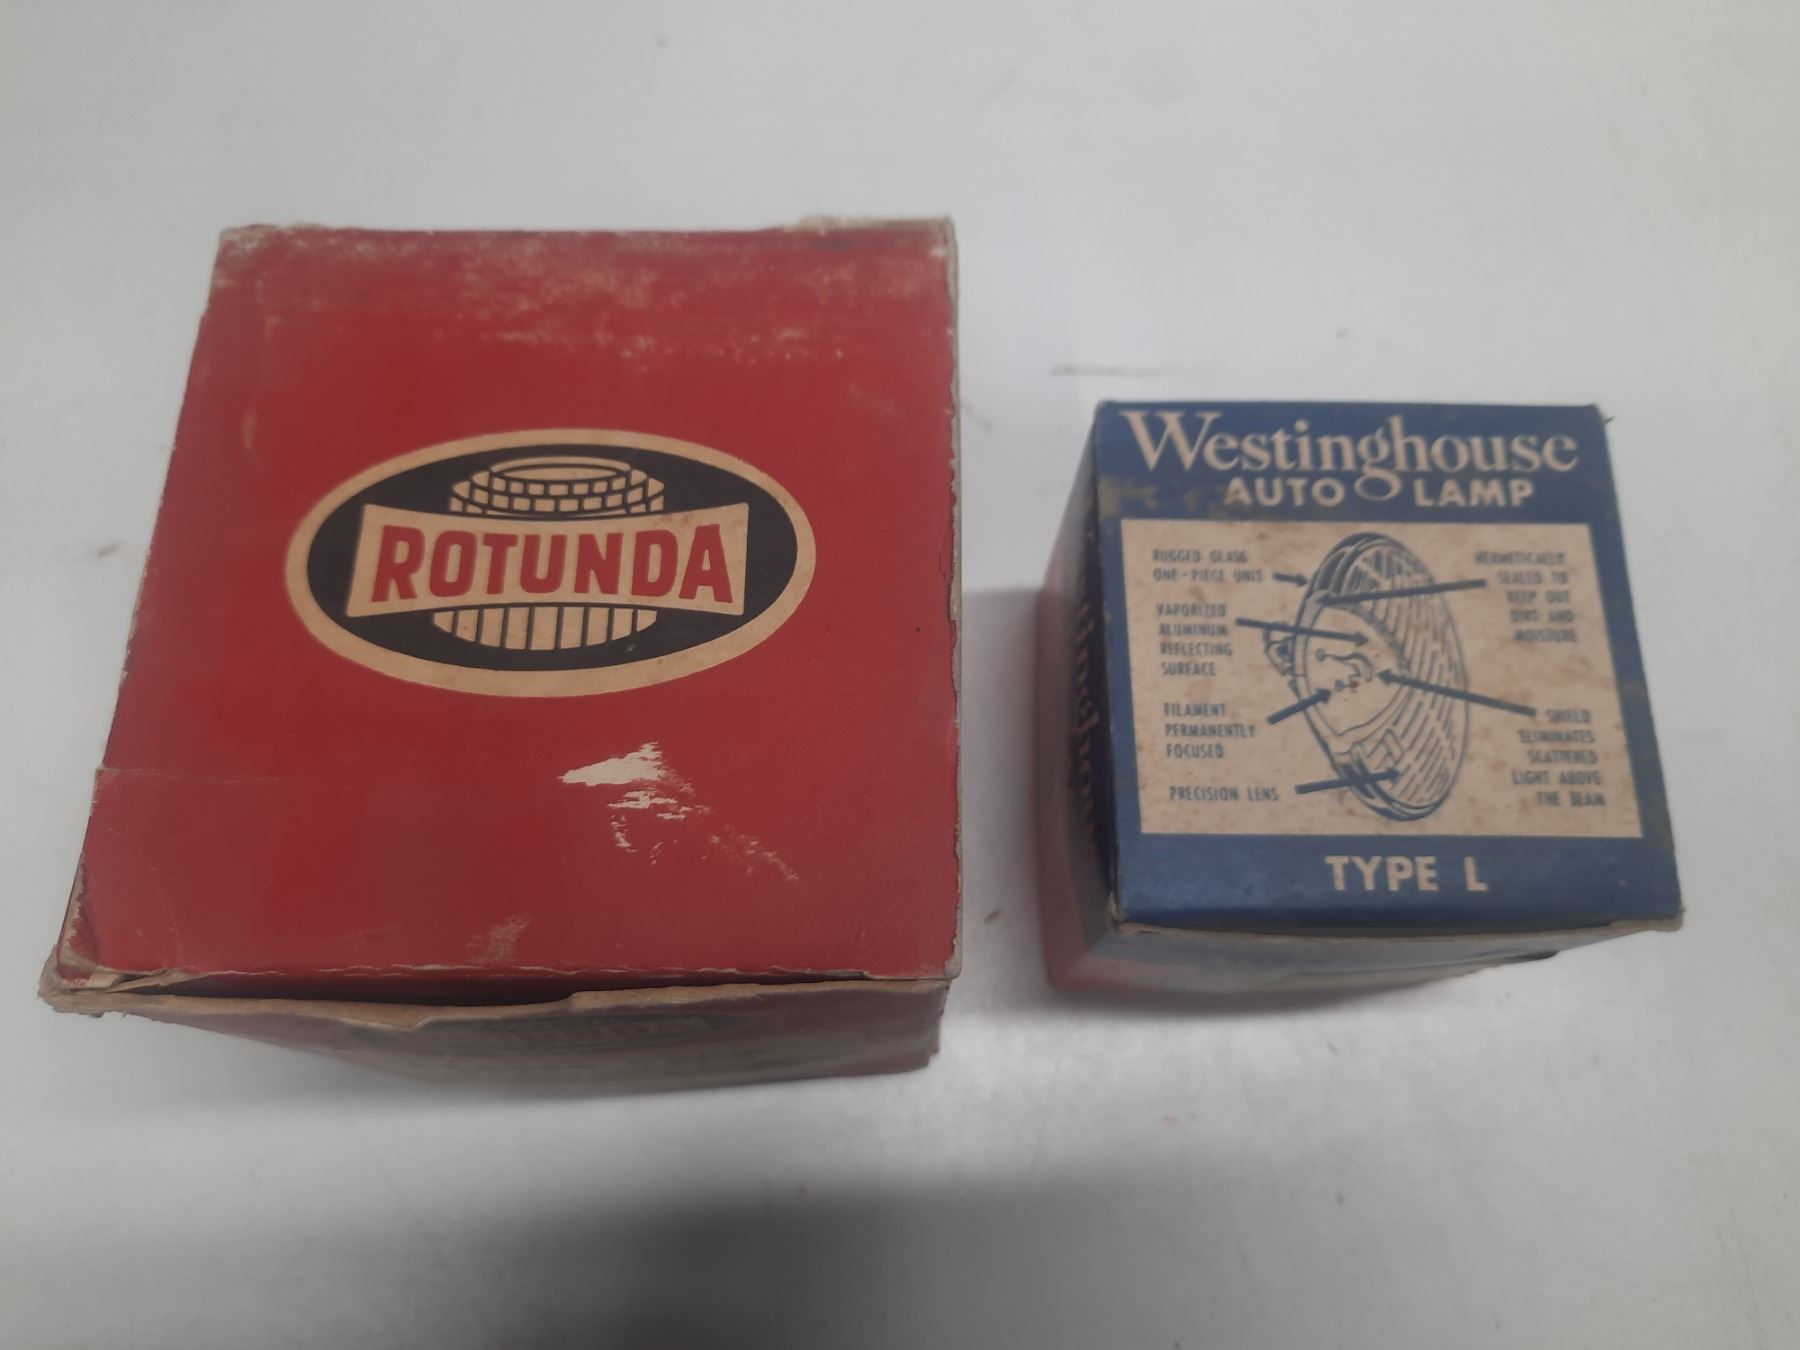 ROTUNDA
Westinghouse
AUTO LAMP
RUGGED GLASS
ONE-PIECE UNIT
VAPORIZED
ALUMINUM
REFLECTING
SURFACE
FILAMENT
PERMANENTLY
FOCUSED
PRECISION LENS
HERMETICALLY
SEALED TO
KEEP OUT
DIRT AND
MOISTURE
SHIELD
ELIMINATES
SCATTERED
LIGHT ABOVE
THE BEAM
TYPE L